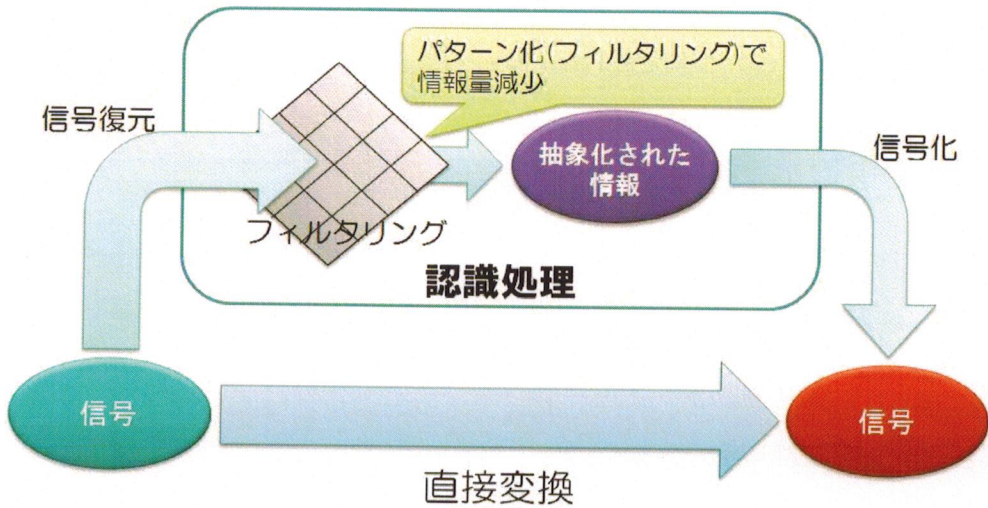 パターン化(フィルタリング)で
情報量減少
信号復元
抽象化された
情報
信号化
フィルタリング
認識処理
信号
信号
直接変換